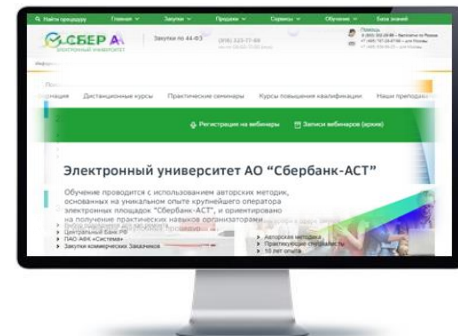 Найти процедуру Главная Закупки Продажи Сервисы Обучение База знаний
СБЕР А
ЭЛЕКТРОННЫЙ УНИВЕРСИТЕТ
Закупки по 44-ФЗ
Помощь
Дистанционные курсы Практические семинары Курсы повышения квалификации Наши
Регистрация на вебинары Записи вебинаров (архив)
Электронный университет АО “Сбербанк-АСТ”
Обучение проводится с использованием авторских методик,
основанных на уникальном опыте крупнейшего оператора
электронных площадок "Сбербанк-АСТ", и ориентировано
на получение практических навыков организаторами
Центральный Банк РФ
ПАО АФК «Система»
Закупки коммерческих Заказчиков
Авторская методика
Практикующие специалисты
10 лет опыта